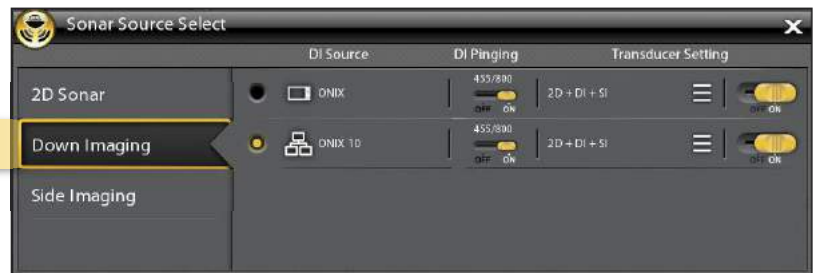 Sonar Source Select X
DI Source DI Pinging Transducer Setting
2D Sonar
455/800
ONIX
OFF ON
2D + DI + SI
OFF ON
Down Imaging
455/800
ONIX 10
OFF ON
2D + DI + SI
OFF ON
Side Imaging